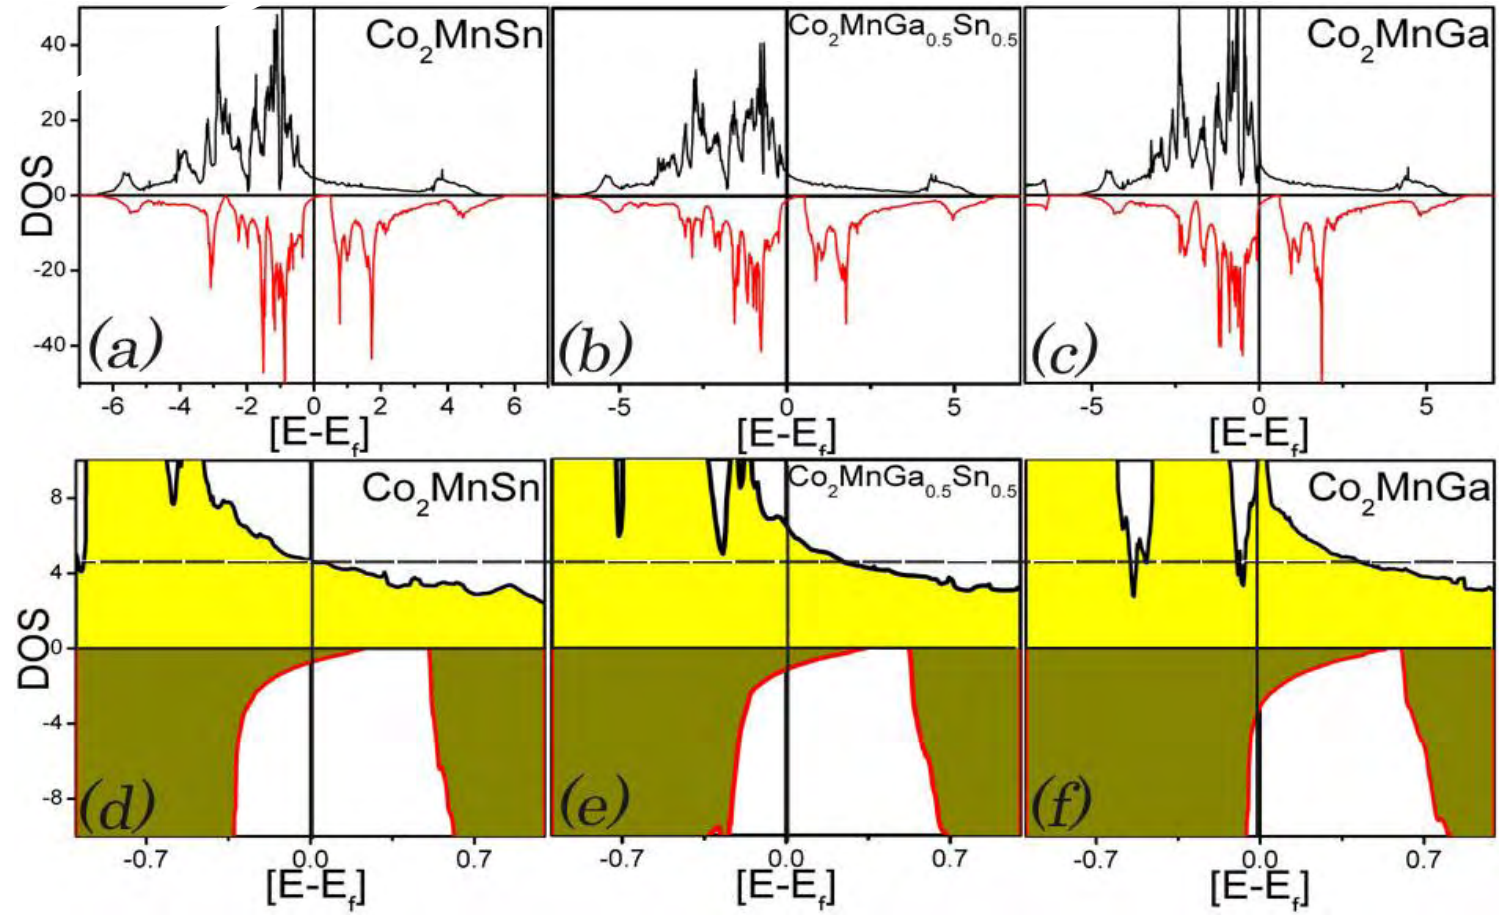 Co2MnSn
Co2MnGa0.5Sn0.5
Co2MnGa
40
20
0
-20
-40
DOS
(a)
(b)
(c)
-6 -4 -2 0 2 4 6
-5 0 5
-5 0 5
[E-Ef]
[E-Ef]
[E-Ef]
Co2MnSn
Co2MnGa0.5Sn0.5
Co2MnGa
8
4
0
-4
-8
DOS
(d)
(e)
(f)
-0.7 0.0 0.7
-0.7 0.0 0.7
-0.7 0.0 0.7
[E-Ef]
[E-Ef]
[E-Ef]